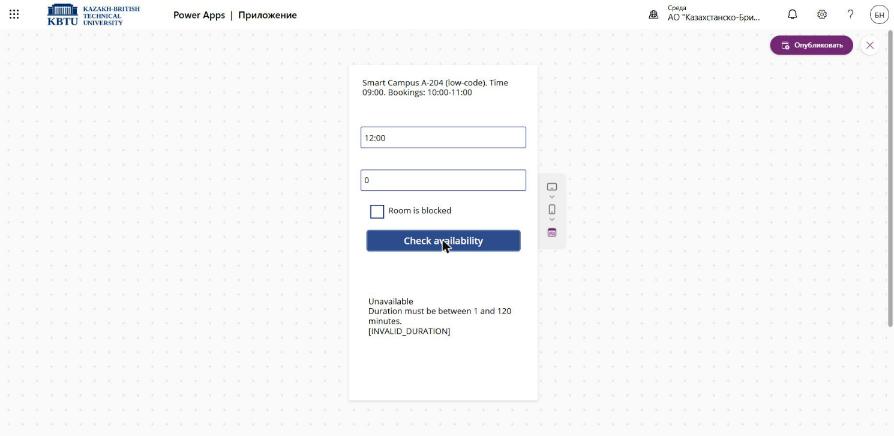 KAZAKH-BRITISH
TECHNICAL
UNIVERSITY
KBTU
Power Apps | Приложение
Среда
АО "Казахстанско-Бри...
БН
Опубликовать
Smart Campus A-204 (low-code). Time
09:00. Bookings: 10:00-11:00
12:00
0
Room is blocked
Check availability
Unavailable
Duration must be between 1 and 120
minutes.
[INVALID_DURATION]